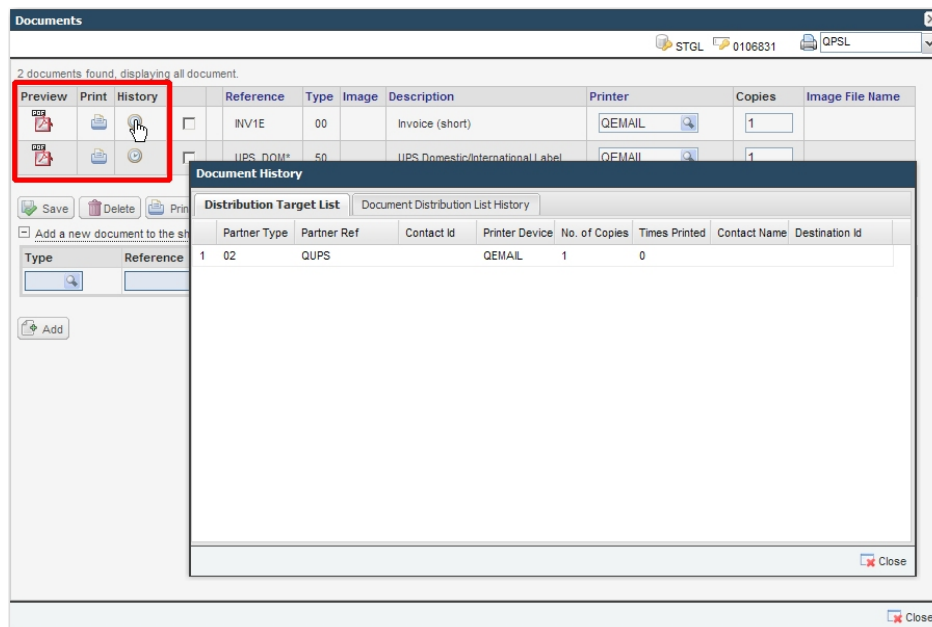 Documents
STGL 0106831 QPSL
2 documents found, displaying all document.
Preview Print History Reference Type Image Description Printer Copies Image File Name
PDF INV1E 00 Invoice (short) QEMAIL 1
PDF UPS_DOM* 50 UPS Domestic/International Label QEMAIL 1
Document History
Save Delete Prin Distribution Target List Document Distribution List History
Add a new document to the sh Partner Type Partner Ref Contact Id Printer Device No. of Copies Times Printed Contact Name Destination Id
Type Reference 1 02 QUPS QEMAIL 1 0
Add
Close
Close